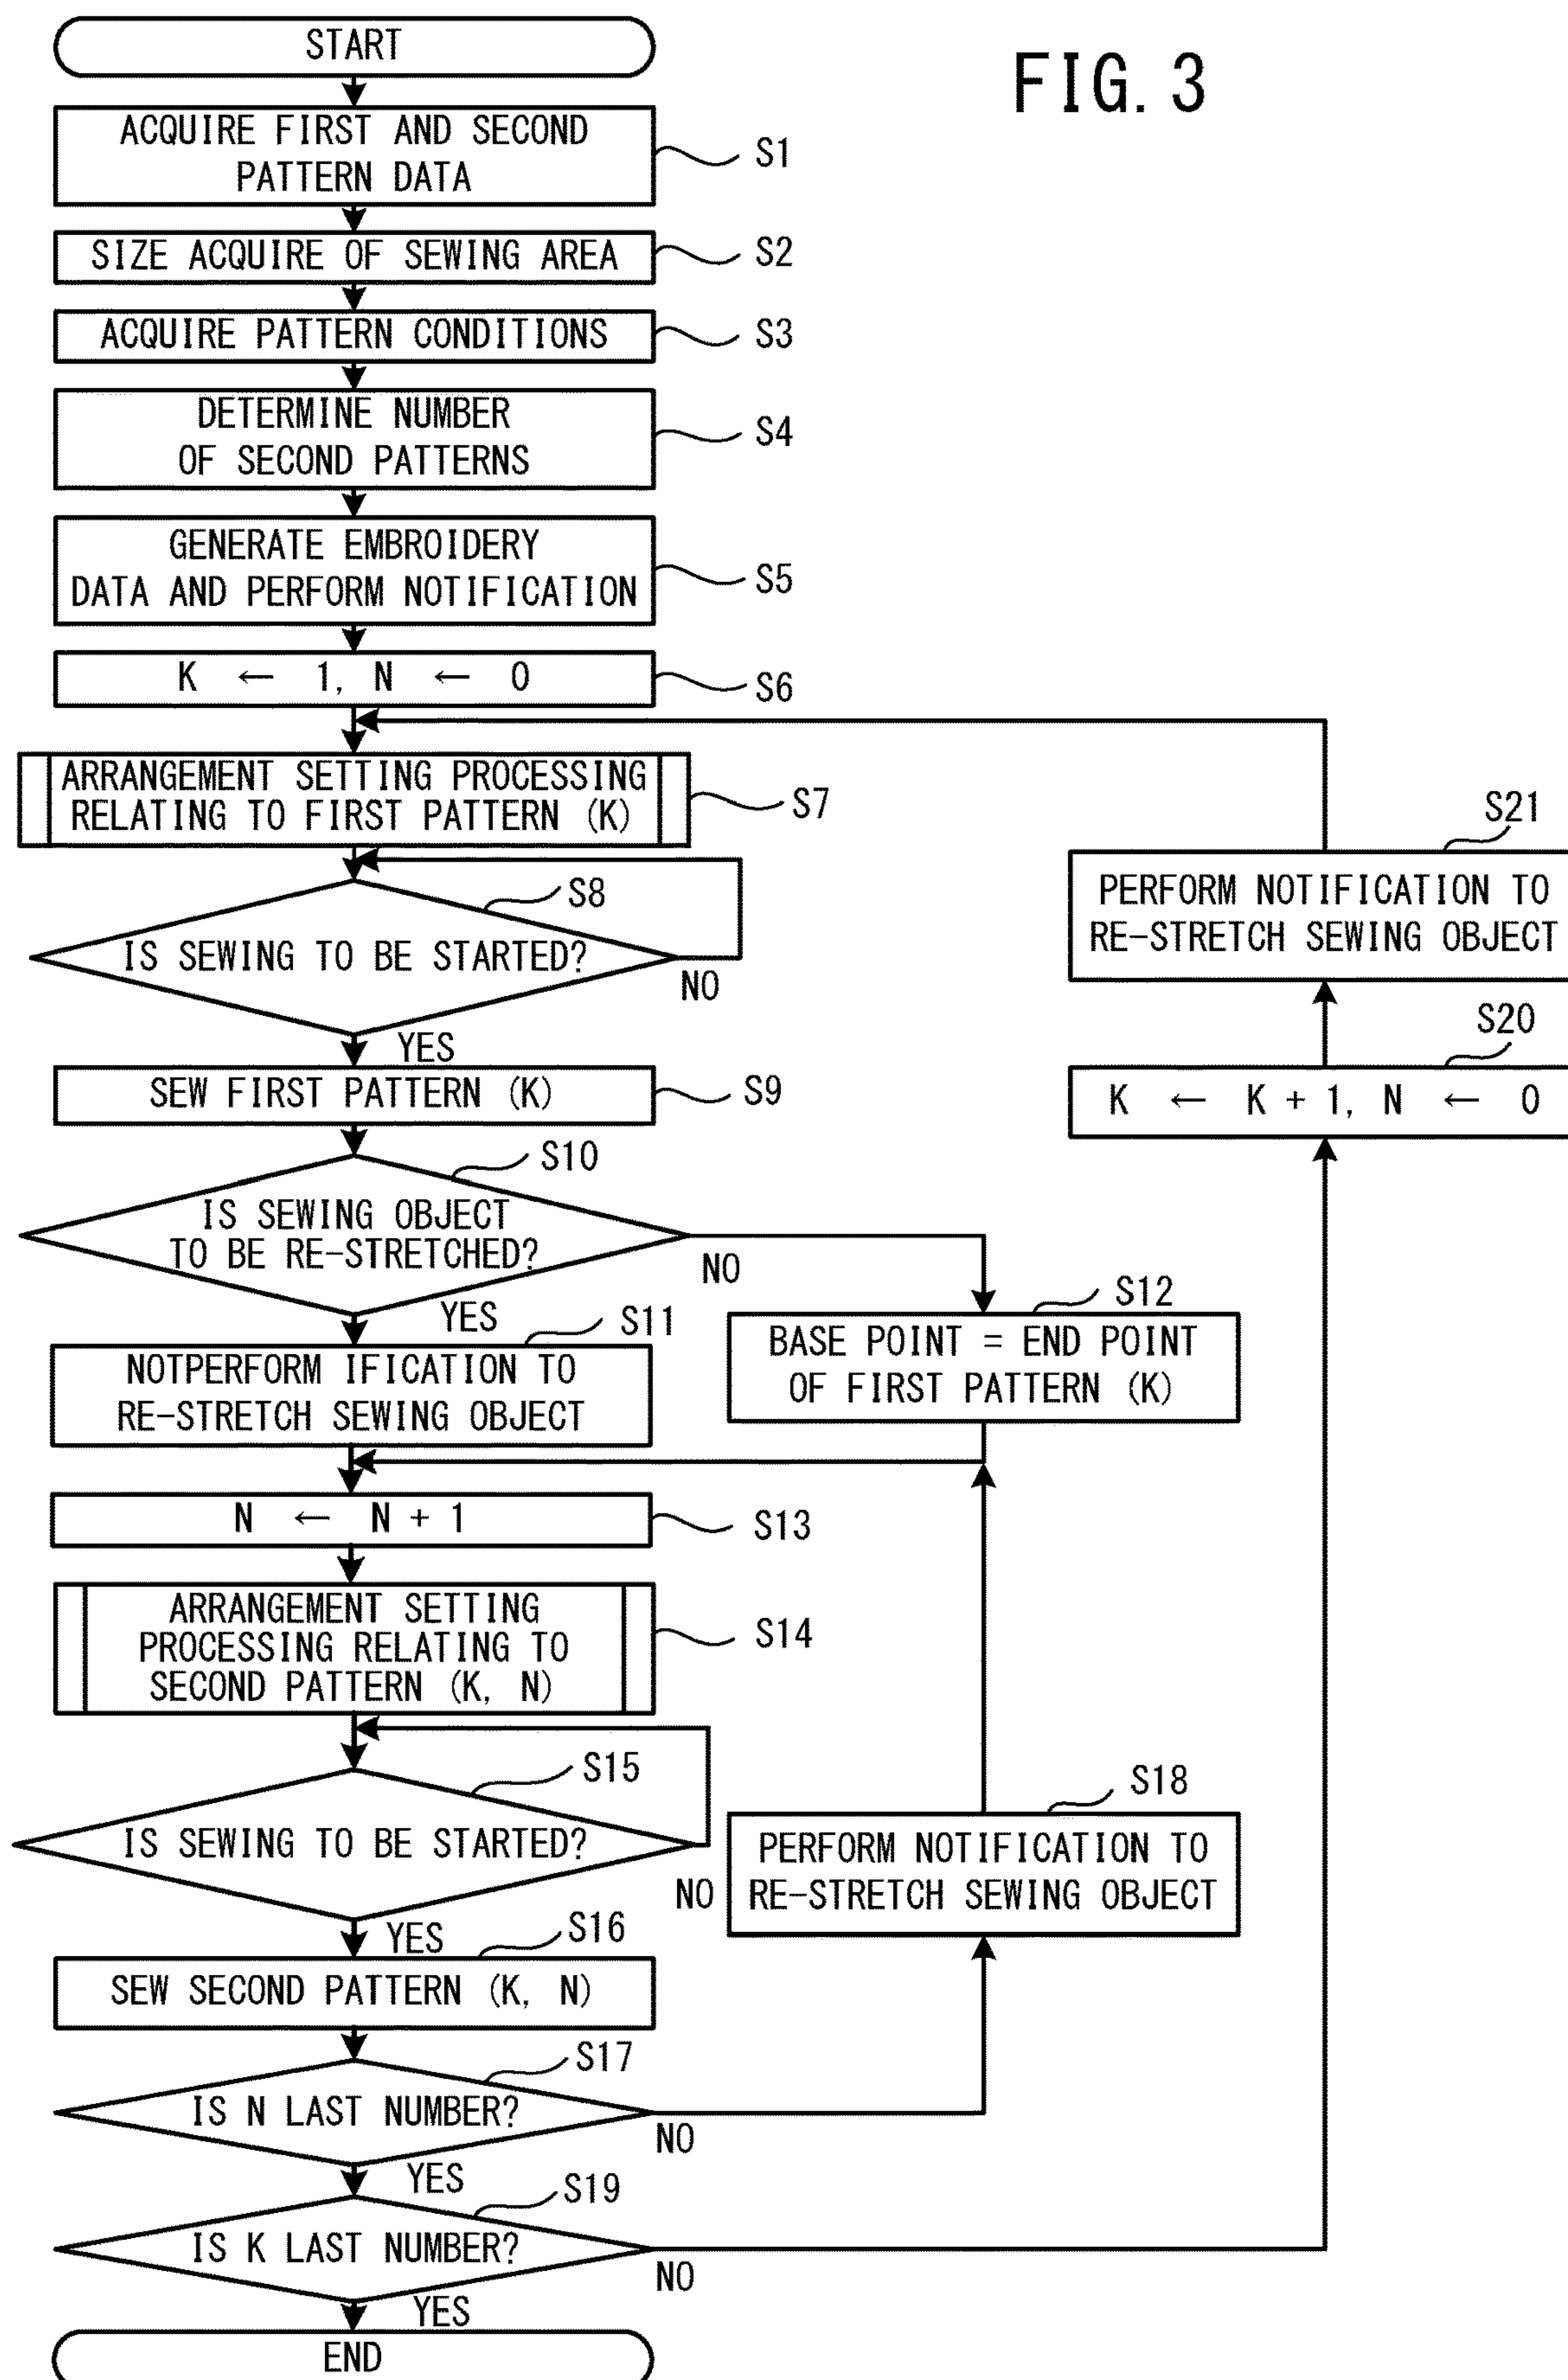 START
FIG. 3
ACQUIRE FIRST AND SECOND
PATTERN DATA
S1
SIZE ACQUIRE OF SEWING AREA
S2
ACQUIRE PATTERN CONDITIONS
S3
DETERMINE NUMBER
OF SECOND PATTERNS
S4
GENERATE EMBROIDERY
DATA AND PERFORM NOTIFICATION
S5
K ← 1, N ← 0
S6
ARRANGEMENT SETTING PROCESSING
RELATING TO FIRST PATTERN (K)
S7
S8
IS SEWING TO BE STARTED?
NO
YES
SEW FIRST PATTERN (K)
S9
S10
IS SEWING OBJECT
TO BE RE-STRETCHED?
NO
YES
S11
NOTPERFORM IFICATION TO
RE-STRETCH SEWING OBJECT
S12
BASE POINT = END POINT
OF FIRST PATTERN (K)
N ← N + 1
S13
ARRANGEMENT SETTING
PROCESSING RELATING TO
SECOND PATTERN (K, N)
S14
S15
IS SEWING TO BE STARTED?
NO
YES
S16
SEW SECOND PATTERN (K, N)
S17
IS N LAST NUMBER?
NO
YES
S18
PERFORM NOTIFICATION TO
RE-STRETCH SEWING OBJECT
S19
IS K LAST NUMBER?
NO
YES
S20
K ← K + 1, N ← 0
S21
PERFORM NOTIFICATION TO
RE-STRETCH SEWING OBJECT
END